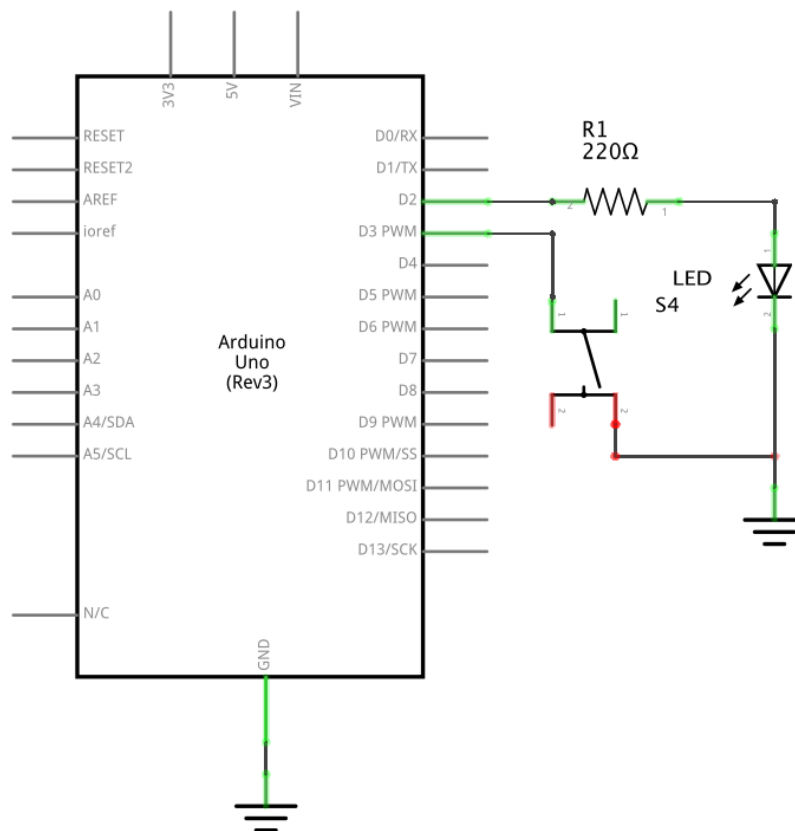 3V3
5V
VIN
RESET
RESET2
AREF
ioref
A0
A1
A2
A3
A4/SDA
A5/SCL
N/C
Arduino
Uno
(Rev3)
D0/RX
D1/TX
D2
D3 PWM
D4
D5 PWM
D6 PWM
D7
D8
D9 PWM
D10 PWM/SS
D11 PWM/MOSI
D12/MISO
D13/SCK
GND
R1
220Ω
2
1
LED
1
2
S4
1
1
2
2